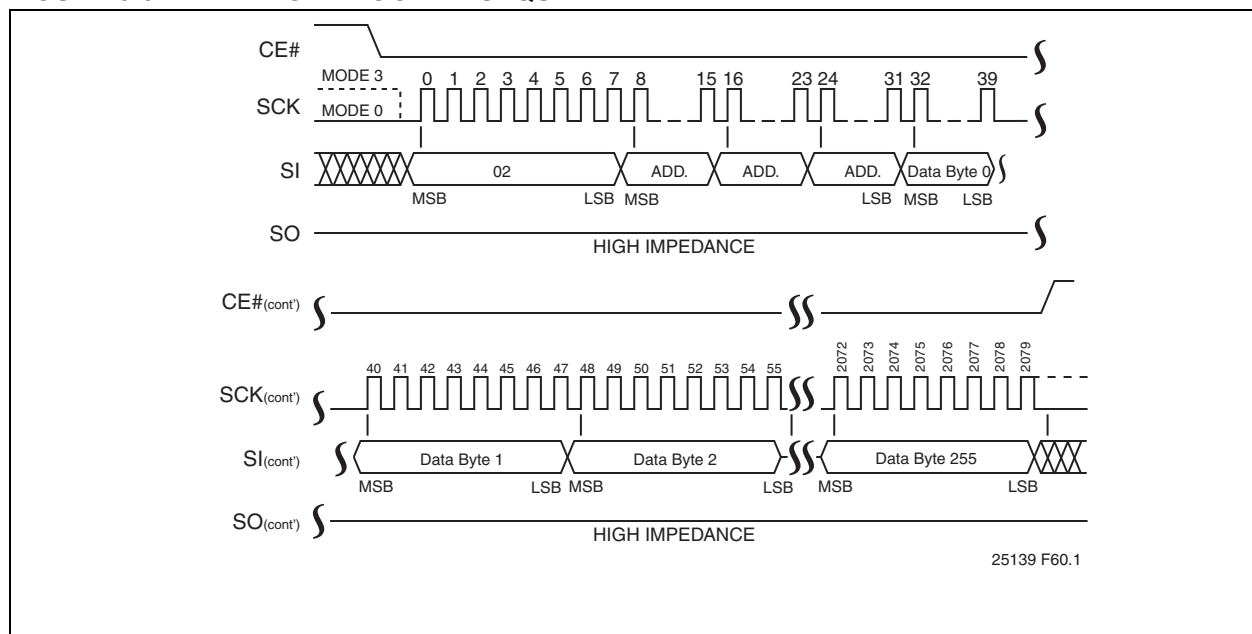 CE#
MODE 3
0 1 2 3 4 5 6 7 8 15 16 23 24 31 32 39
SCK
MODE 0
SI
02 ADD. ADD. ADD. Data Byte 0
MSB LSB MSB LSB MSB LSB
SO
HIGH IMPEDANCE
CE#(cont')
40 41 42 43 44 45 46 47 48 49 50 51 52 53 54 55 2072 2073 2074 2075 2076 2077 2078 2079
SCK(cont')
SI(cont') Data Byte 1 Data Byte 2 Data Byte 255
MSB LSB MSB LSB MSB LSB
SO(cont')
HIGH IMPEDANCE
25139 F60.1